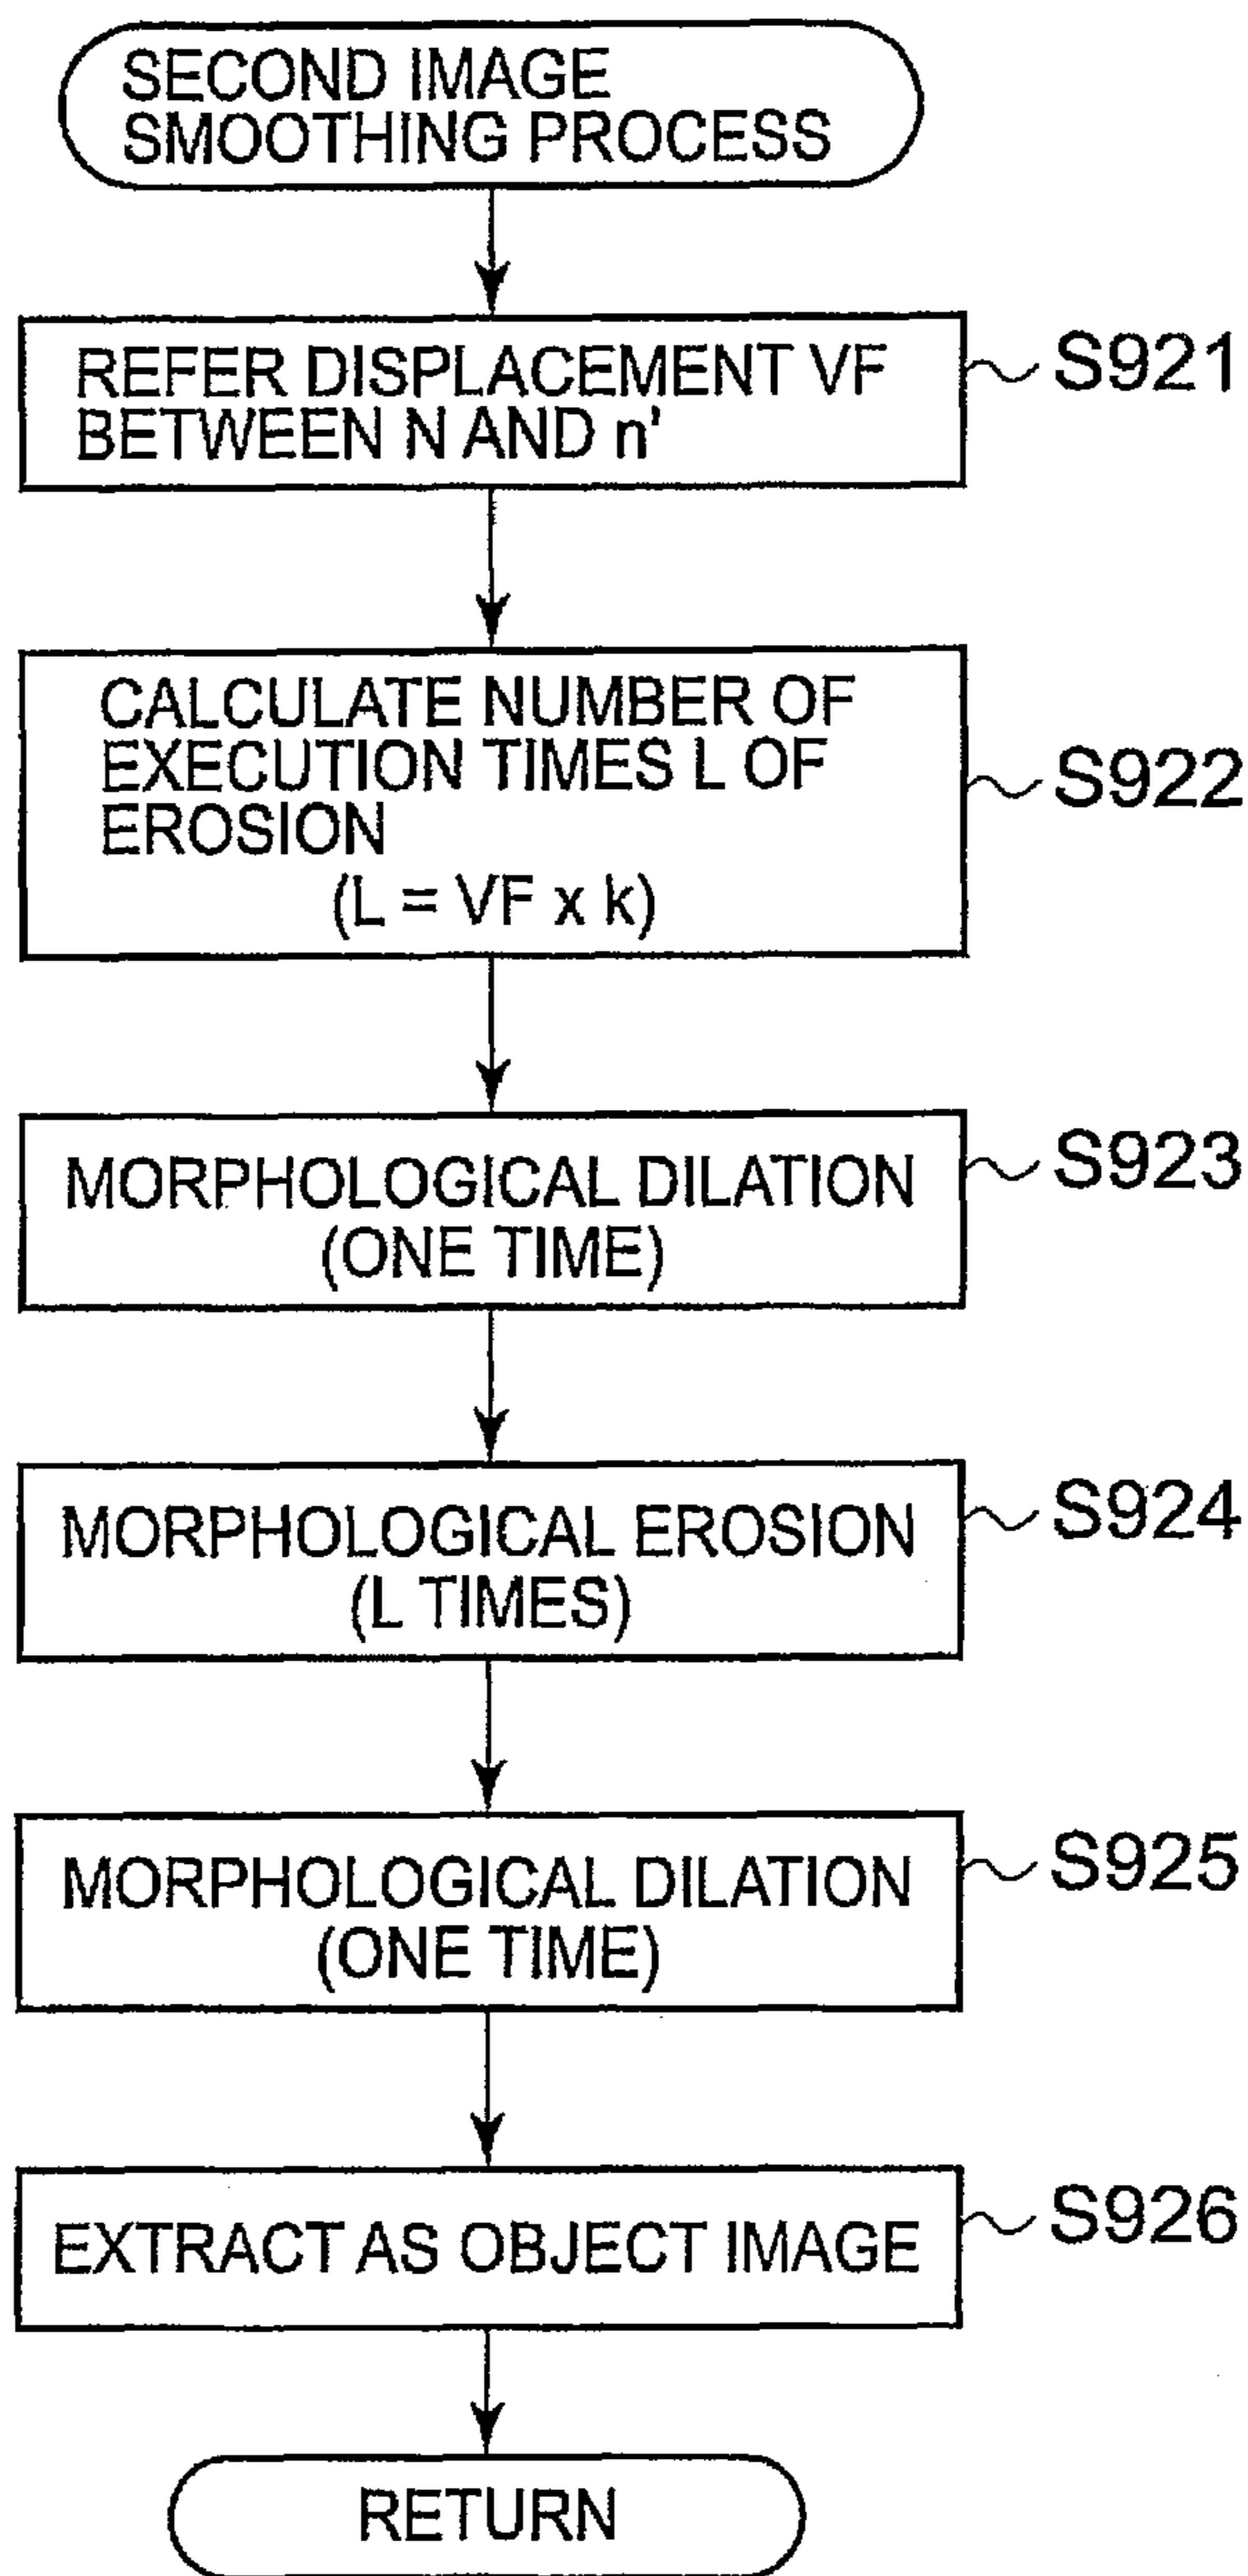 SECOND IMAGE
SMOOTHING PROCESS
REFER DISPLACEMENT VF
BETWEEN N AND n'
S921
CALCULATE NUMBER OF
EXECUTION TIMES L OF
EROSION
(L = VF x k)
S922
MORPHOLOGICAL DILATION
(ONE TIME)
S923
MORPHOLOGICAL EROSION
(L TIMES)
S924
MORPHOLOGICAL DILATION
(ONE TIME)
S925
EXTRACT AS OBJECT IMAGE
S926
RETURN